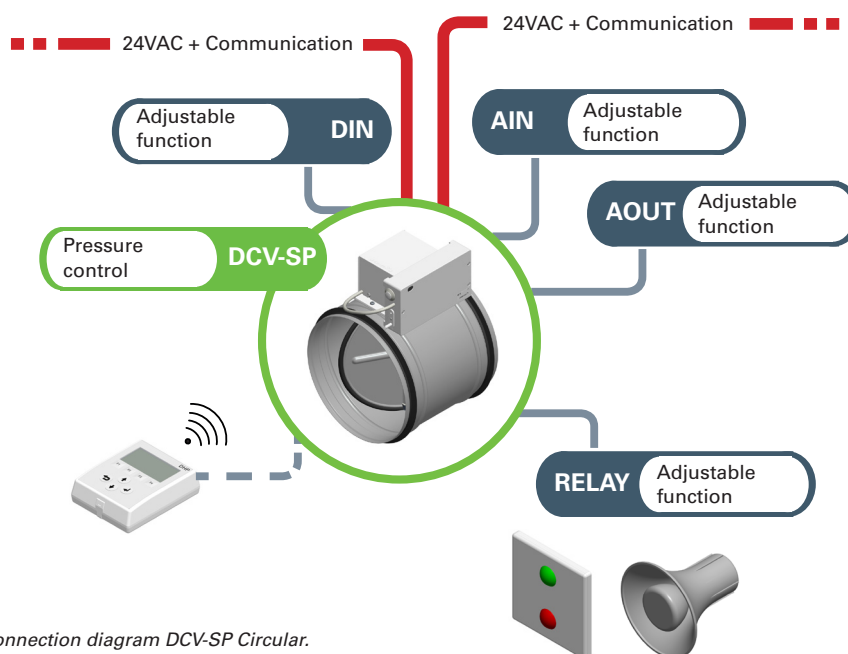 24VAC + Communication
24VAC + Communication
Adjustable
function
DIN
AIN
Adjustable
function
AOUT
Adjustable
function
Pressure
control
DCV-SP
RELAY
Adjustable
function
onnection diagram DCV-SP Circular.